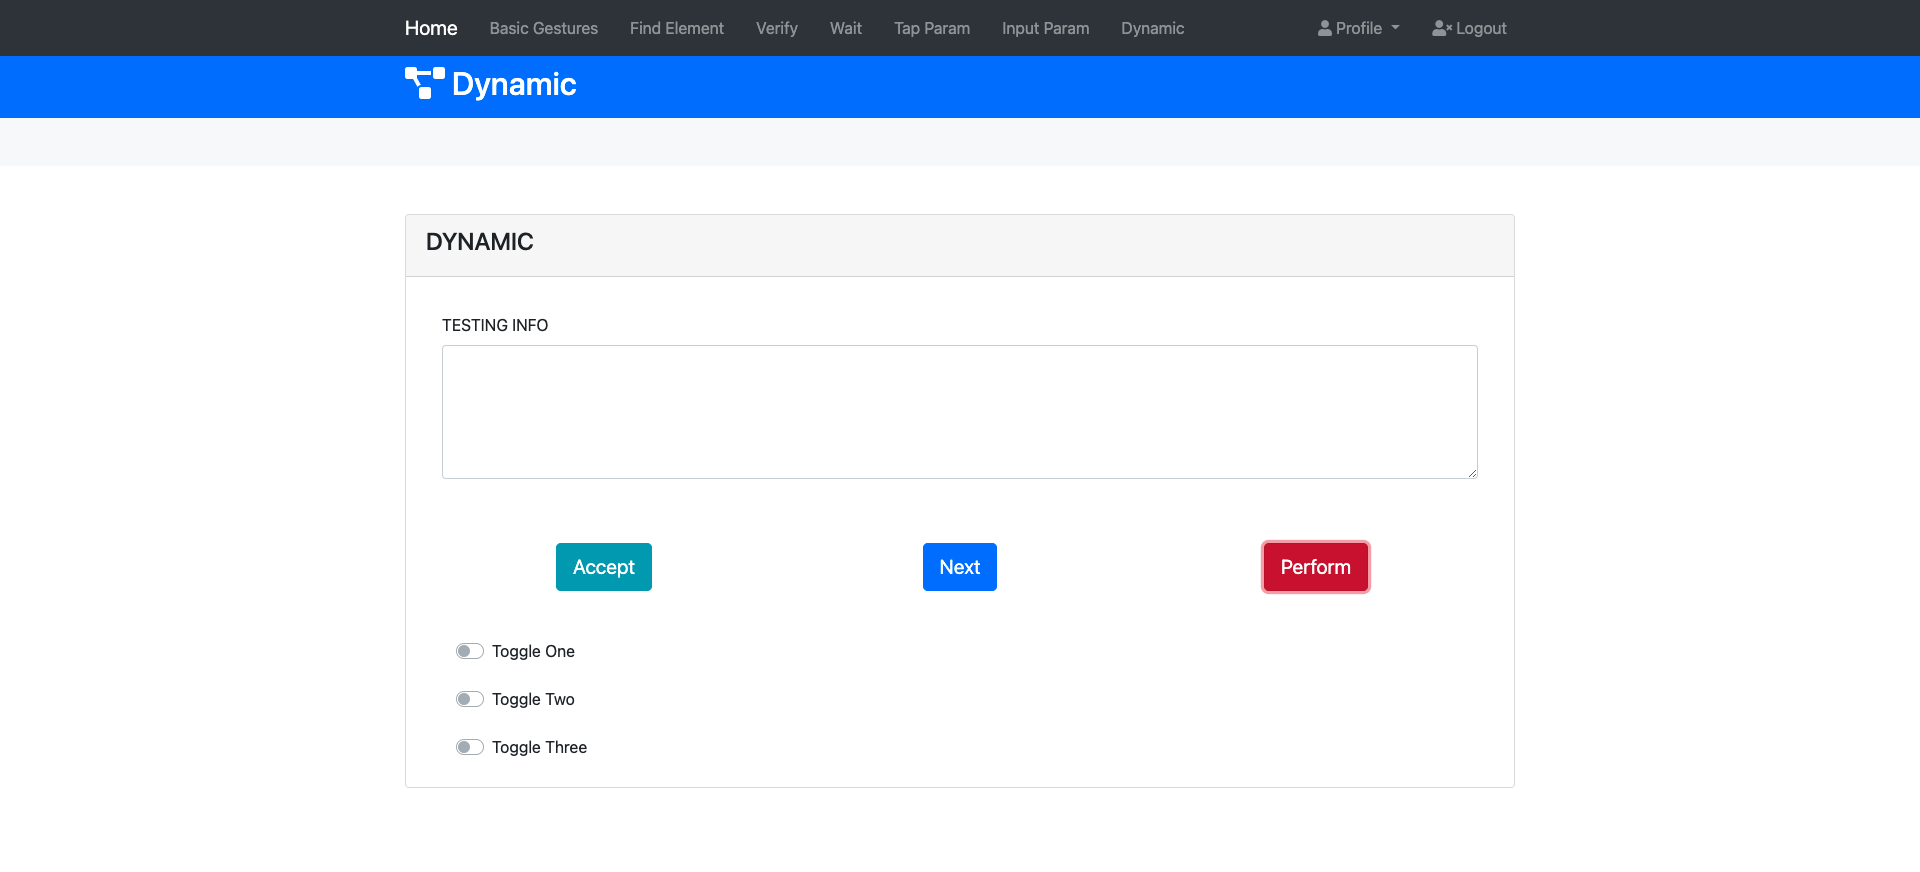 Home Basic Gestures Find Element Verify Wait Tap Param Input Param Dynamic Profile Logout
Dynamic
DYNAMIC
TESTING INFO
Accept Next Perform
Toggle One
Toggle Two
Toggle Three